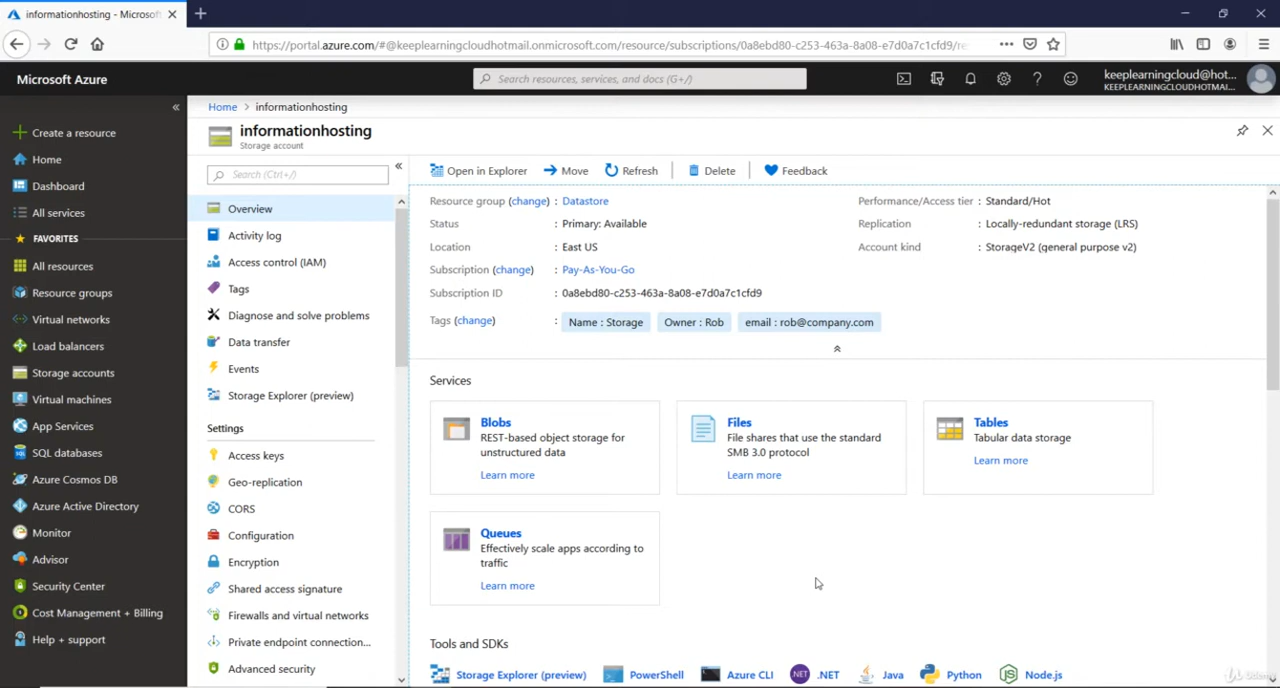 informationhosting - Microsof
https://portal.azure.com/#@keeplearningcloudhotmail.onmicrosoft.com/resource/subscriptions/0a8ebd80-c253-463a-8a08-e7d0a7c1cfd9/re
Microsoft Azure
Search resources, services, and docs (G+/)
keeplearningcloud@hot...
KEEPLEARNINGCLOUDHOTMAI...
Create a resource
Home
Dashboard
All services
FAVORITES
All resources
Resource groups
Virtual networks
Load balancers
Storage accounts
Virtual machines
App Services
SQL databases
Azure Cosmos DB
Azure Active Directory
Monitor
Advisor
Security Center
Cost Management + Billing
Help + support
Home > informationhosting
informationhosting
Storage account
Search (Ctrl+/)
Overview
Activity log
Access control (IAM)
Tags
Diagnose and solve problems
Data transfer
Events
Storage Explorer (preview)
Settings
Access keys
Geo-replication
CORS
Configuration
Encryption
Shared access signature
Firewalls and virtual networks
Private endpoint connection...
Advanced security
Open in Explorer Move Refresh Delete Feedback
Resource group (change) : Datastore
Status : Primary: Available
Location : East US
Subscription (change) : Pay-As-You-Go
Subscription ID : 0a8ebd80-c253-463a-8a08-e7d0a7c1cfd9
Tags (change) : Name : Storage Owner : Rob email : rob@company.com
Performance/Access tier : Standard/Hot
Replication : Locally-redundant storage (LRS)
Account kind : StorageV2 (general purpose v2)
Services
Blobs
REST-based object storage for
unstructured data
Learn more
Files
File shares that use the standard
SMB 3.0 protocol
Learn more
Tables
Tabular data storage
Learn more
Queues
Effectively scale apps according to
traffic
Learn more
Tools and SDKs
Storage Explorer (preview) PowerShell Azure CLI .NET Java Python Node.js